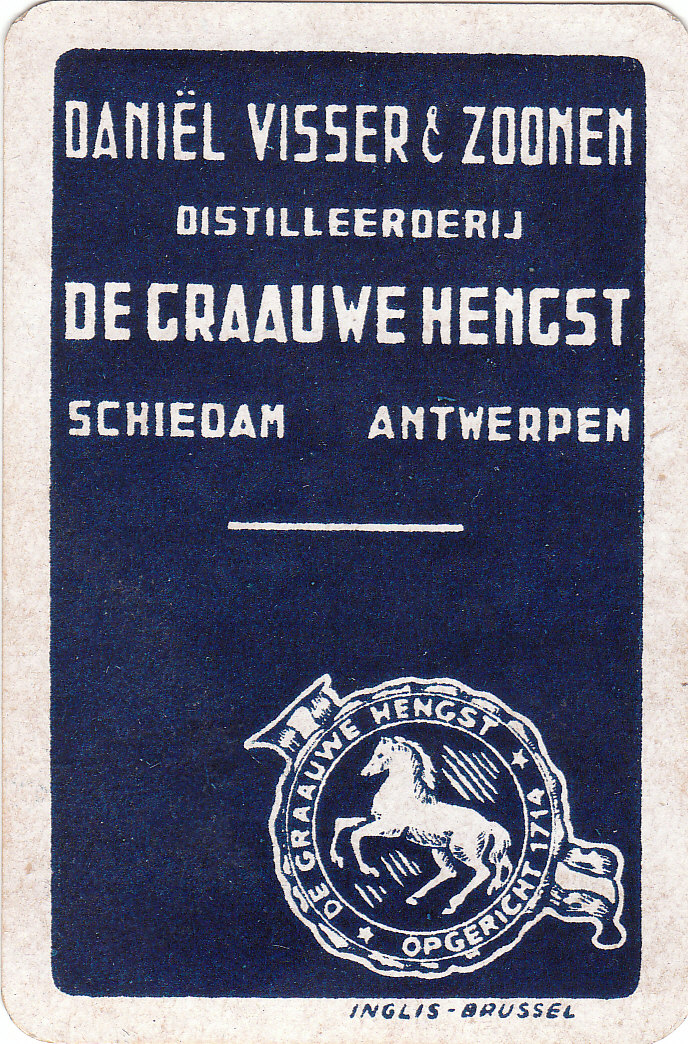 DANIËL VISSER & ZOONEN
DISTILLEERDERIJ
DE GRAAUWE HENGST
SCHIEDAM ANTWERPEN
DE GRAAUWE HENGST
OPGERICHT 1714
INGLIS-BRUSSEL